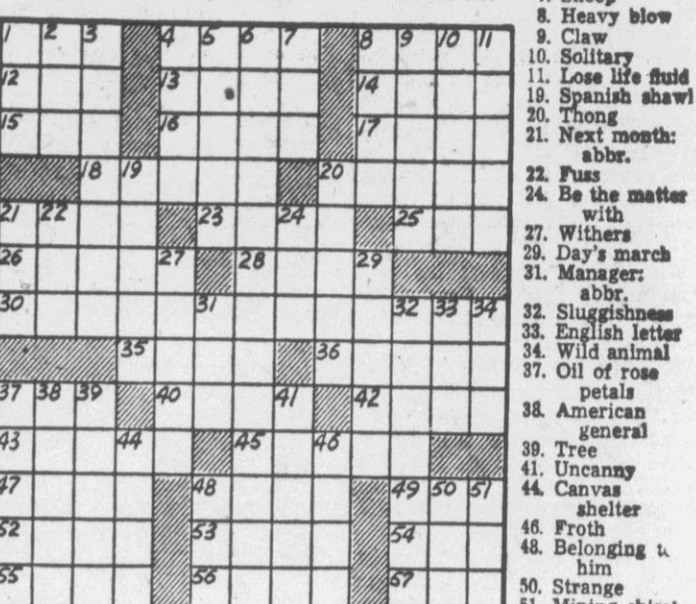 1 2 3 4 5 6 7 8 9 10 11
12 13 14
15 16 17
18 19 20
21 22 23 24 25
26 27 28 29
30 31 32 33 34
35 36
37 38 39 40 41 42
43 44 45 46
47 48 49 50 51
52 53 54
55 56 57
8. Heavy blow
9. Claw
10. Solitary
11. Lose life fluid
19. Spanish shawl
20. Thong
21. Next month:
abbr.
22. Fuss
24. Be the matter
with
27. Withers
29. Day's march
31. Manager:
abbr.
32. Sluggishness
33. English letter
34. Wild animal
37. Oil of rose
petals
38. American
general
39. Tree
41. Uncanny
44. Canvas
shelter
46. Froth
48. Belonging
him
50. Strange